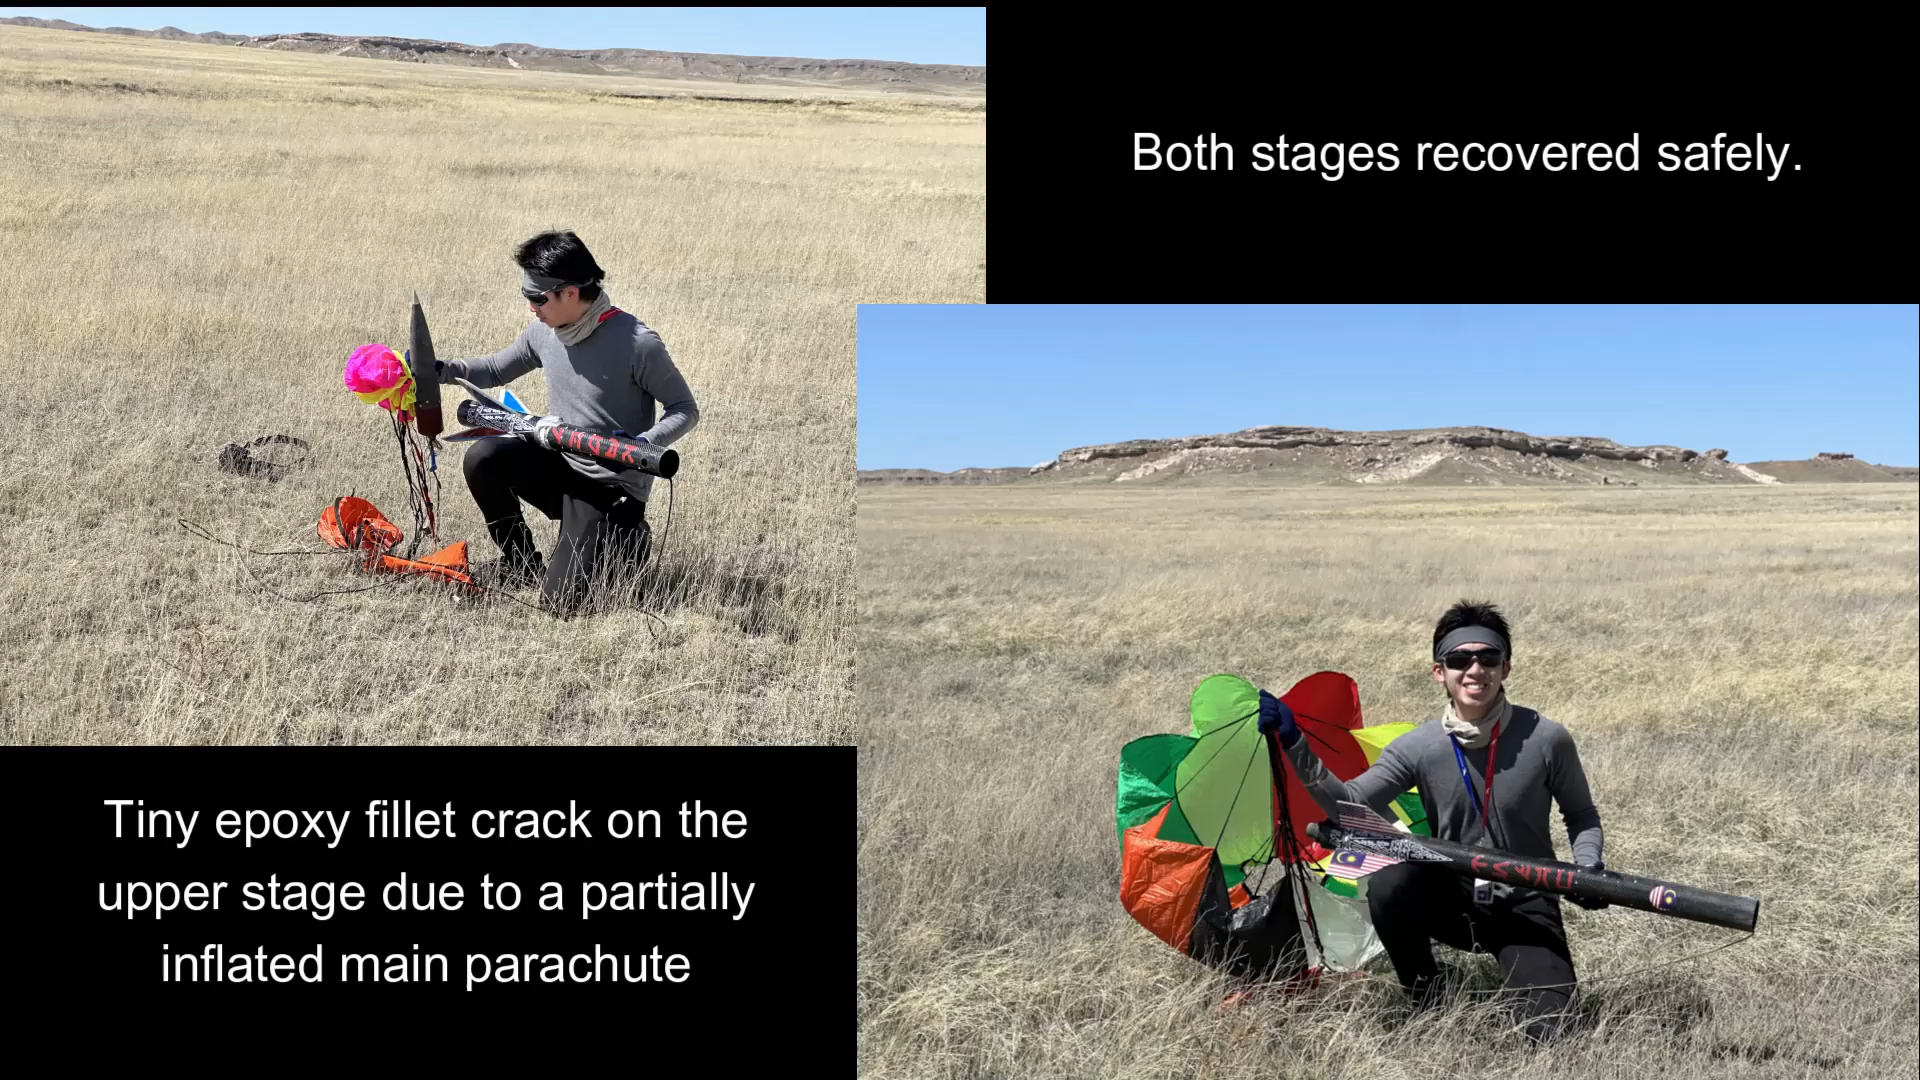 Both stages recovered safely.
Tiny epoxy fillet crack on the
upper stage due to a partially
inflated main parachute